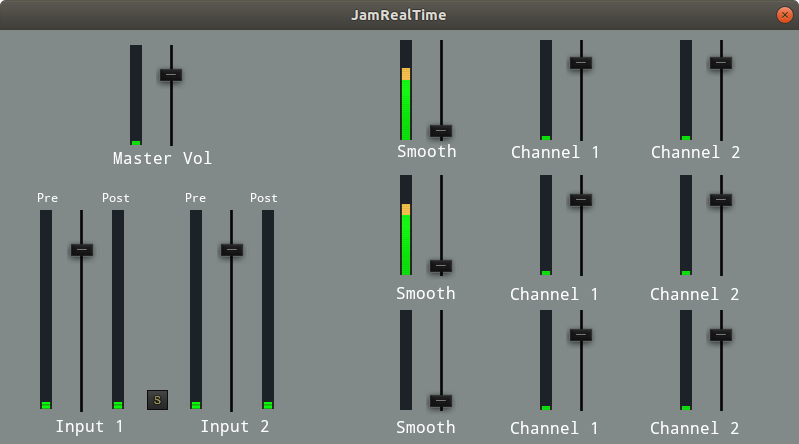 JamRealTime
Master Vol
Smooth
Channel 1
Channel 2
Pre
Post
Pre
Post
Smooth
Channel 1
Channel 2
S
Input 1
Input 2
Smooth
Channel 1
Channel 2